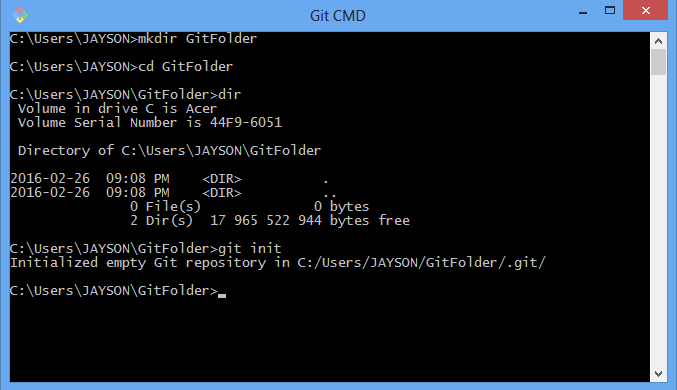 Git CMD
C:\Users\JAYSON>mkdir GitFolder
C:\Users\JAYSON>cd GitFolder
C:\Users\JAYSON\GitFolder>dir
 Volume in drive C is Acer
 Volume Serial Number is 44F9-6051
 Directory of C:\Users\JAYSON\GitFolder
2016-02-26  09:08 PM    <DIR>          .
2016-02-26  09:08 PM    <DIR>          ..
               0 File(s)              0 bytes
               2 Dir(s)  17 965 522 944 bytes free
C:\Users\JAYSON\GitFolder>git init
Initialized empty Git repository in C:/Users/JAYSON/GitFolder/.git/
C:\Users\JAYSON\GitFolder>